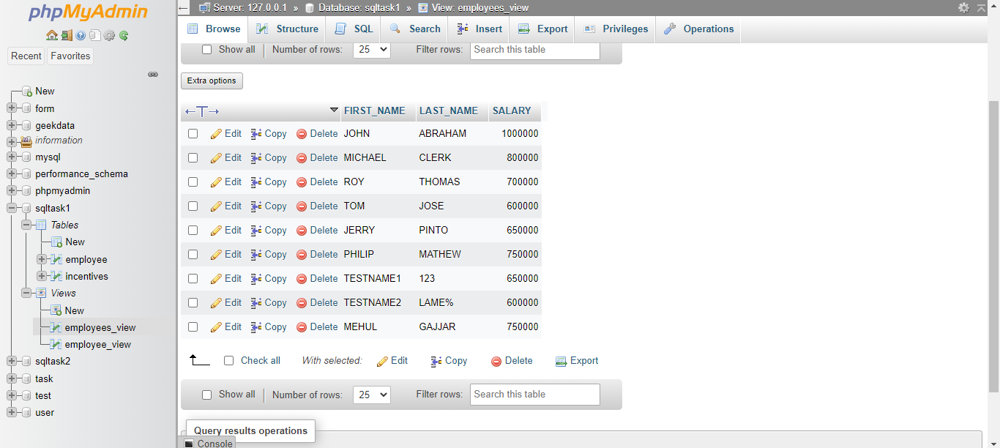 phpMyAdmin
Recent Favorites
New
form
geekdata
information
mysql
performance_schema
phpmyadmin
sqltask1
Tables
New
employee
incentives
Views
New
employees_view
employee_view
sqltask2
task
test
user
Server: 127.0.0.1 » Database: sqltask1 » View: employees_view
Browse Structure SQL Search Insert Export Privileges Operations
Show all Number of rows: 25 Filter rows: Search this table
Extra options
FIRST_NAME LAST_NAME SALARY
Edit Copy Delete JOHN ABRAHAM 1000000
Edit Copy Delete MICHAEL CLERK 800000
Edit Copy Delete ROY THOMAS 700000
Edit Copy Delete TOM JOSE 600000
Edit Copy Delete JERRY PINTO 650000
Edit Copy Delete PHILIP MATHEW 750000
Edit Copy Delete TESTNAME1 123 650000
Edit Copy Delete TESTNAME2 LAME% 600000
Edit Copy Delete MEHUL GAJJAR 750000
Check all With selected: Edit Copy Delete Export
Show all Number of rows: 25 Filter rows: Search this table
Query results operations
Console